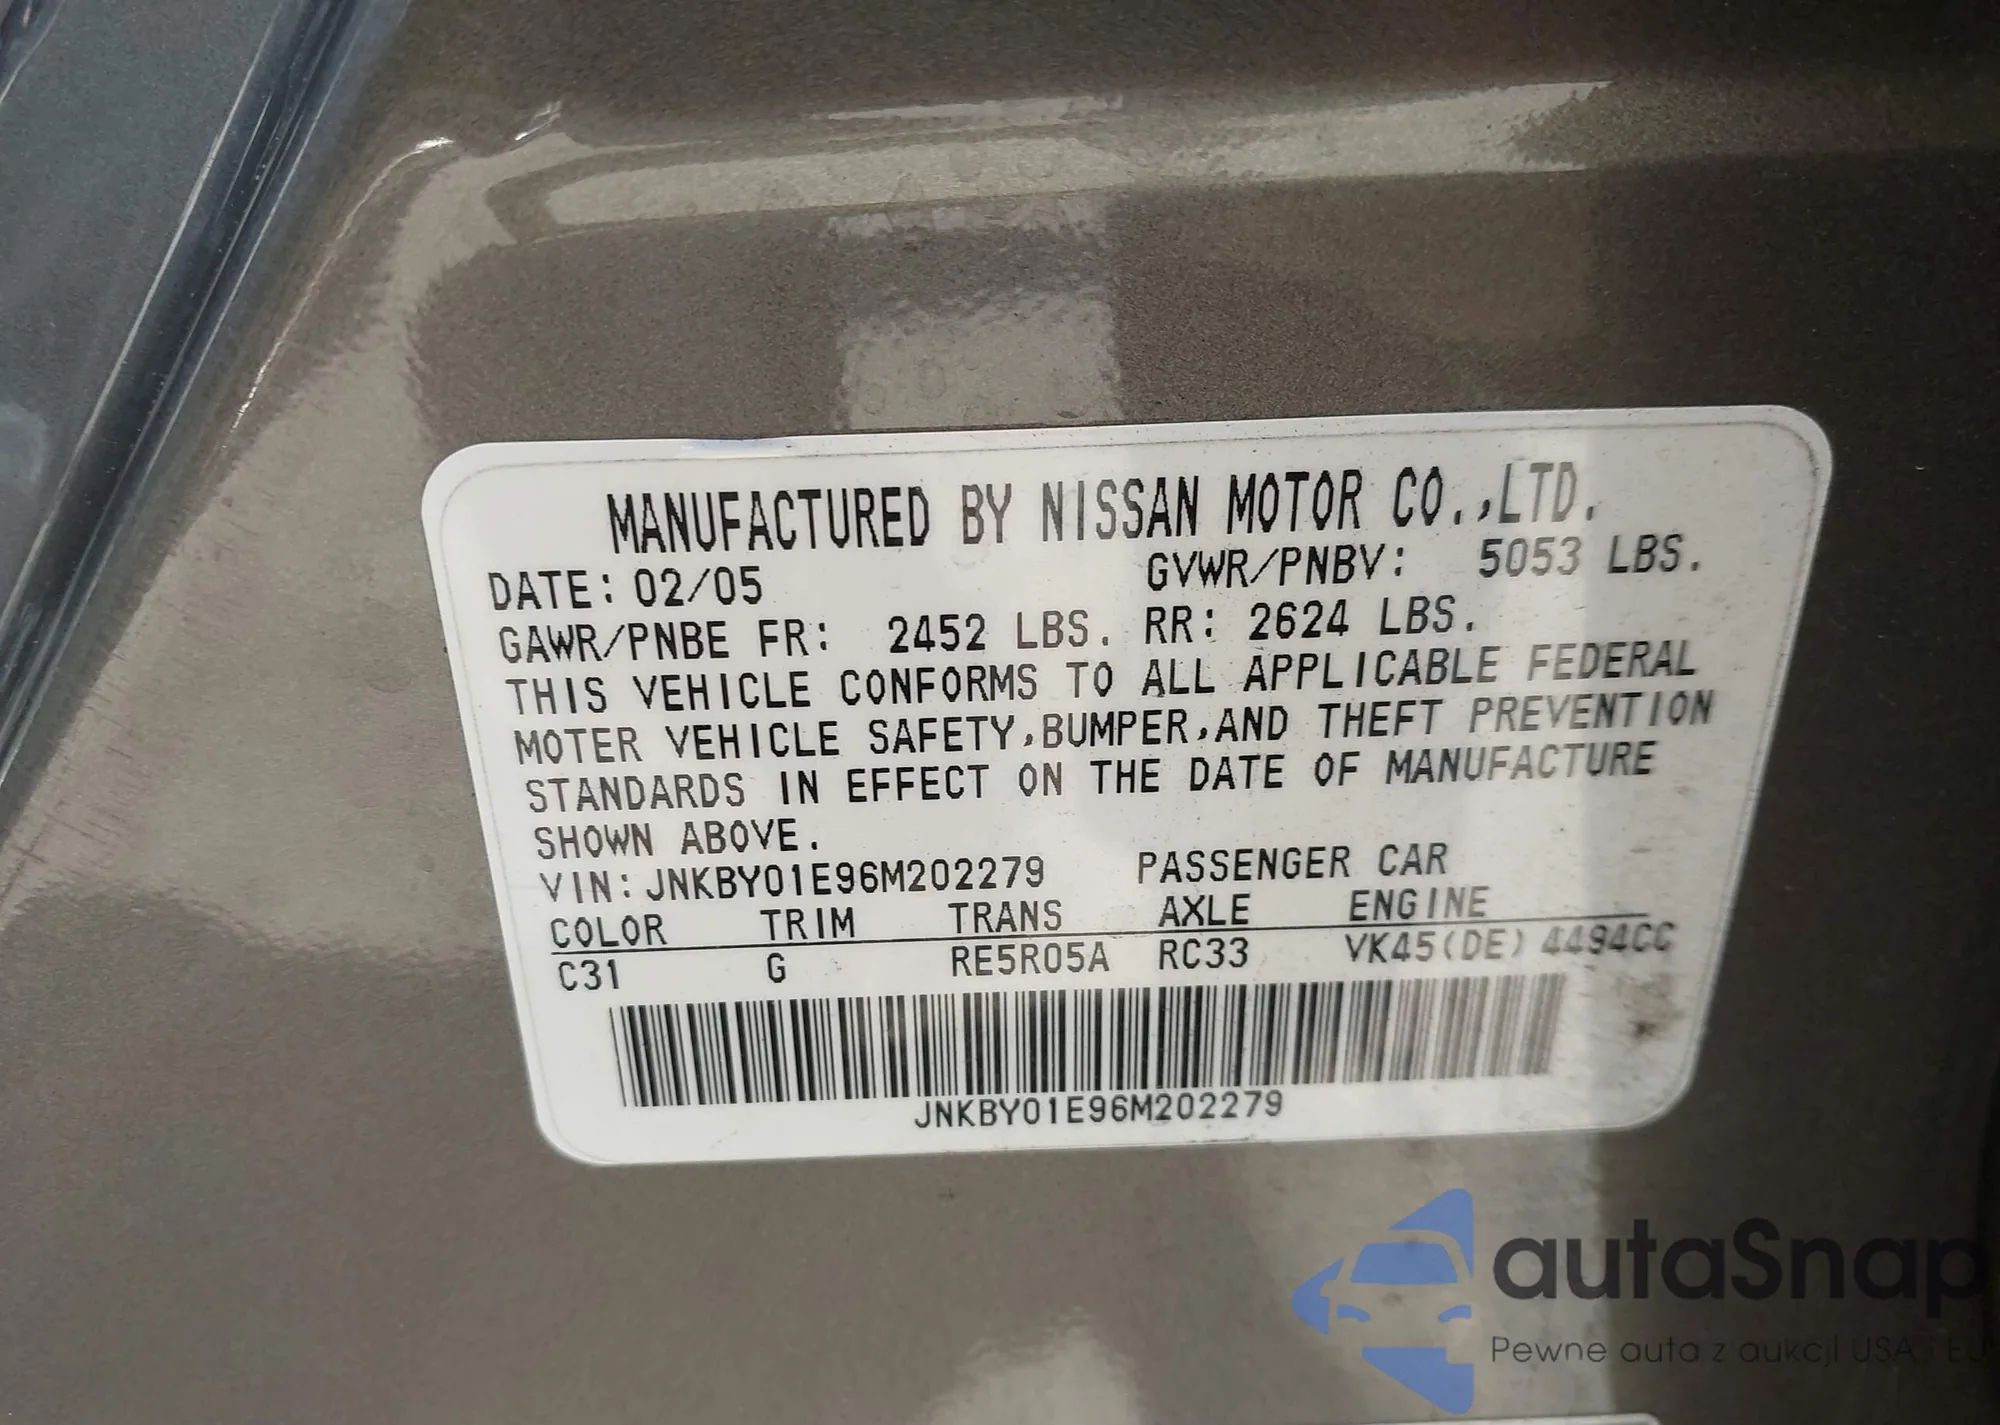 MANUFACTURED BY NISSAN MOTOR CO.,LTD.
DATE: 02/05 GVWR/PNBV: 5053 LBS.
GAWR/PNBE FR: 2452 LBS. RR: 2624 LBS.
THIS VEHICLE CONFORMS TO ALL APPLICABLE FEDERAL
MOTER VEHICLE SAFETY,BUMPER,AND THEFT PREVENTION
STANDARDS IN EFFECT ON THE DATE OF MANUFACTURE
SHOWN ABOVE.
VIN: JNKBY01E96M202279 PASSENGER CAR
COLOR TRIM TRANS AXLE ENGINE
C31 G RE5R05A RC33 VK45(DE) 4494CC
JNKBY01E96M202279
autaSnap
Pewne auta z aukcji USA i EU